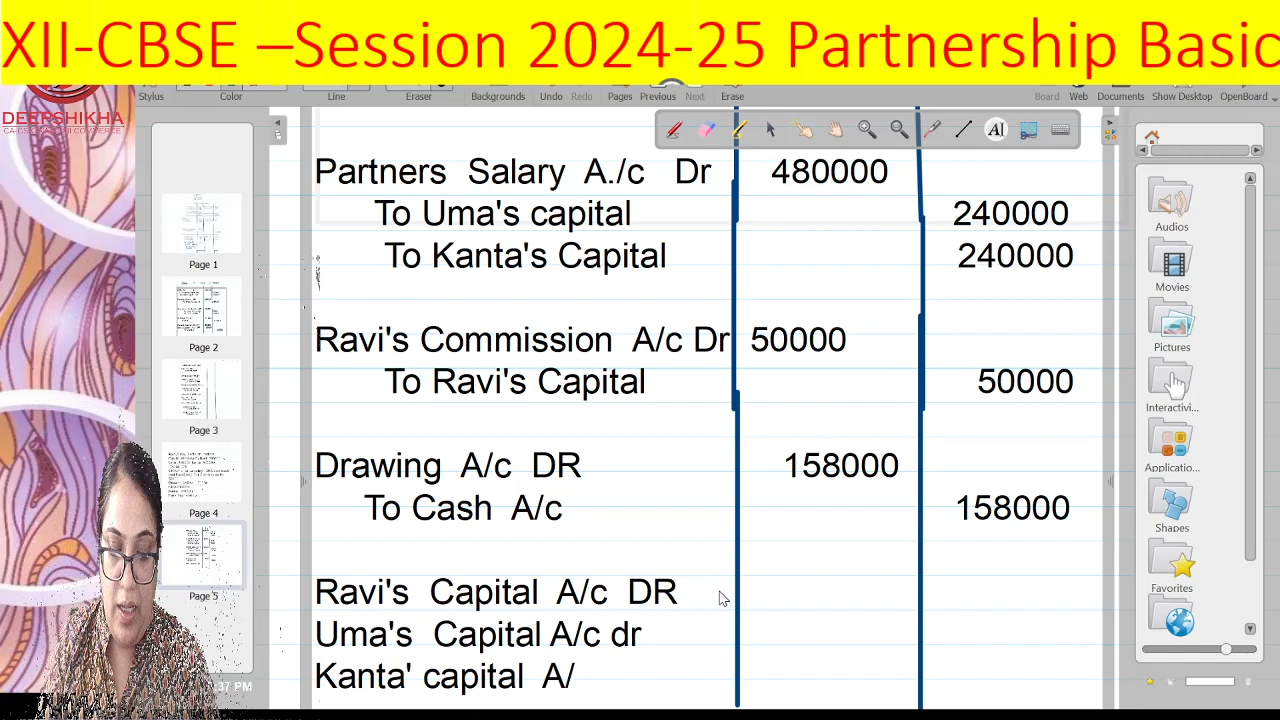 XII-CBSE –Session 2024-25 Partnership Basic
Stylus Color Line Eraser Backgrounds Undo Redo Pages Previous Next Erase Board Web Documents Show Desktop OpenBoard
DEEPSHIKHA
Partners Salary A./c Dr 480000
To Uma's capital 240000
To Kanta's Capital 240000
Ravi's Commission A/c Dr 50000
To Ravi's Capital 50000
Drawing A/c DR 158000
To Cash A/c 158000
Ravi's Capital A/c DR
Uma's Capital A/c dr
Kanta' capital A/
Page 1
Page 2
Page 3
Page 4
Page 5
:37 PM
AI
Audios
Movies
Pictures
Interactivi...
Applicatio...
Shapes
Favorites